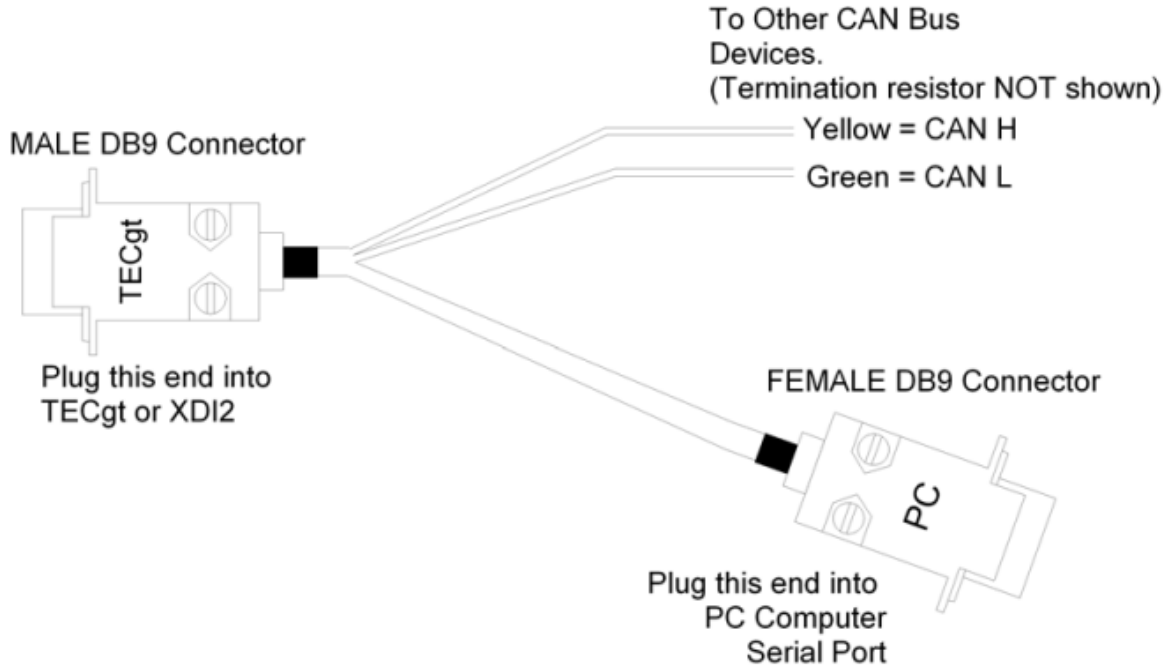 To Other CAN Bus
Devices.
(Termination resistor NOT shown)
Yellow = CAN H
Green = CAN L
MALE DB9 Connector
TECgt
Plug this end into
TECgt or XDI2
FEMALE DB9 Connector
PC
Plug this end into
PC Computer
Serial Port